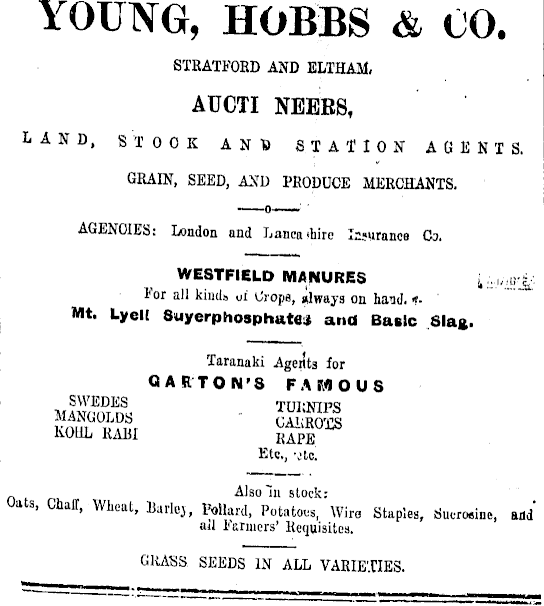 YOUNG, HOBBS & CO.
STRATFORD AND ELTHAM,
AUCTI NEERS,
LAND, STOCK AND STATION AGENTS.
GRAIN, SEED, AND PRODUCE MERCHANTS.
—o—
AGENCIES: London and Lancashire Insurance Co.
WESTFIELD MANURES
For all kinds of Crops, always on hand.
Mt. Lyell Suyerphosphates and Basic Slag.
Taranaki Agents for
GARTON'S FAMOUS
SWEDES TURNIPS
MANGOLDS CARROTS
KOHL RABI RAPE
Etc., etc.
Also in stock:
Oats, Chaff, Wheat, Barley, Pollard, Potatoes, Wire Staples, Sucrosine, and
all Farmers' Requisites.
GRASS SEEDS IN ALL VARIETIES.